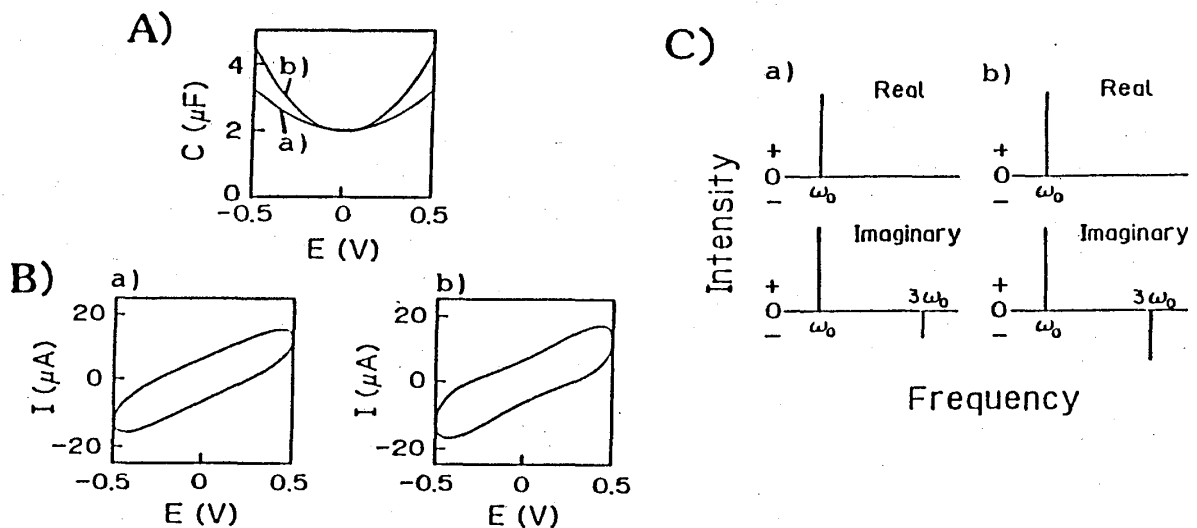 A)
C (μF)
4
2
0
b)
a)
-0.5 0 0.5
E (V)
B)
a)
I (μA)
20
0
-20
-0.5 0 0.5
E (V)
b)
I (μA)
20
0
-20
-0.5 0 0.5
E (V)
C)
Intensity
a)
Real
+
0
-
ω₀
Imaginary
+
0
-
ω₀
3ω₀
b)
Real
+
0
-
ω₀
Imaginary
+
0
-
ω₀
3ω₀
Frequency